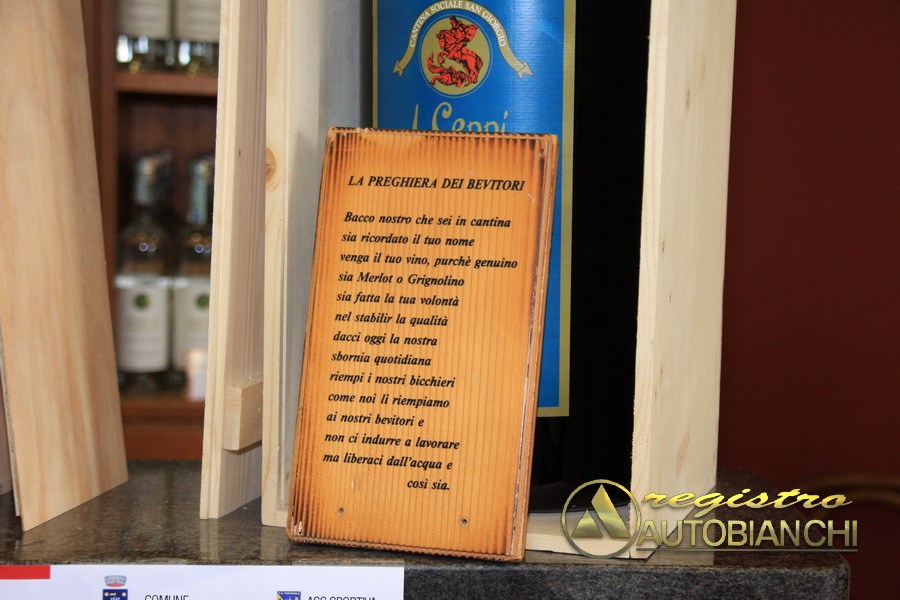 CANTINA SOCIALE SAN GIORGIO
I Ceppi
LA PREGHIERA DEI BEVITORI
Bacco nostro che sei in cantina
sia ricordato il tuo nome
venga il tuo vino, purchè genuino
sia Merlot o Grignolino
sia fatta la tua volontà
nel stabilir la qualità
dacci oggi la nostra
sbornia quotidiana
riempi i nostri bicchieri
come noi li riempiamo
ai nostri bevitori e
non ci indurre a lavorare
ma liberaci dall'acqua e
così sia.
registro
AUTOBIANCHI
COMUNE
ASS.SPORTIVA